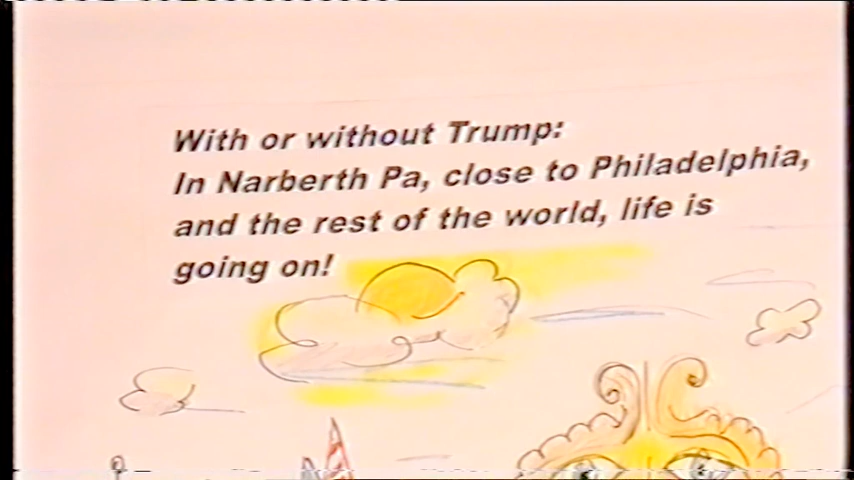 With or without Trump:
In Narberth Pa, close to Philadelphia,
and the rest of the world, life is
going on!